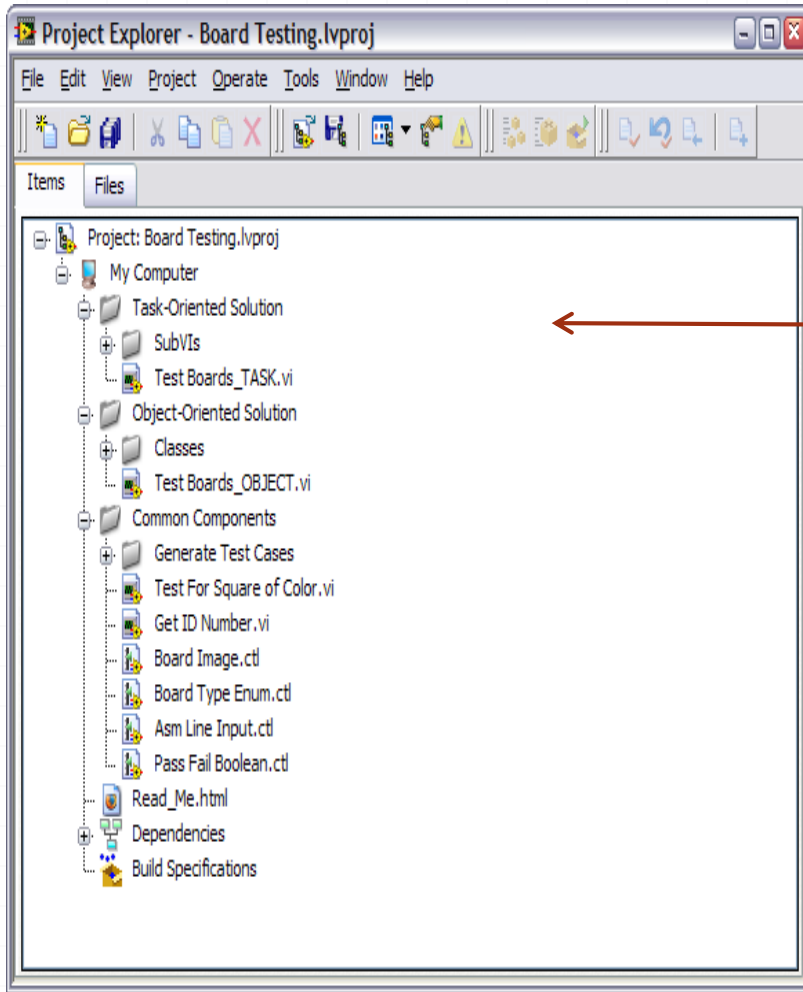 Project Explorer - Board Testing.lvproj
File Edit View Project Operate Tools Window Help
Items Files
Project: Board Testing.lvproj
My Computer
Task-Oriented Solution
SubVIs
Test Boards_TASK.vi
Object-Oriented Solution
Classes
Test Boards_OBJECT.vi
Common Components
Generate Test Cases
Test For Square of Color.vi
Get ID Number.vi
Board Image.ctl
Board Type Enum.ctl
Asm Line Input.ctl
Pass Fail Boolean.ctl
Read_Me.html
Dependencies
Build Specifications